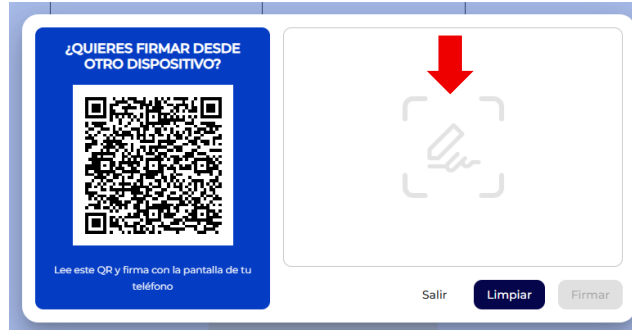 ¿QUIERES FIRMAR DESDE
OTRO DISPOSITIVO?
Lee este QR y firma con la pantalla de tu
teléfono
Salir
Limpiar
Firmar